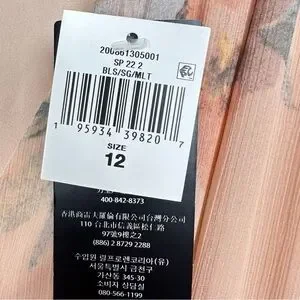 200861305001
SP 22 2
BLS/SG/MLT
1 95934 39820 7
SIZE
12
400-842-8373
香港商雷夫羅倫有限公司台灣分公司
110 台北市信義區松仁路
97號9樓之2
(886) 2 8729 2288
수입원 랄프로렌코리아(유)
서울특별시 금천구
가산동 345-30
소비자 상담실
080-566-1199